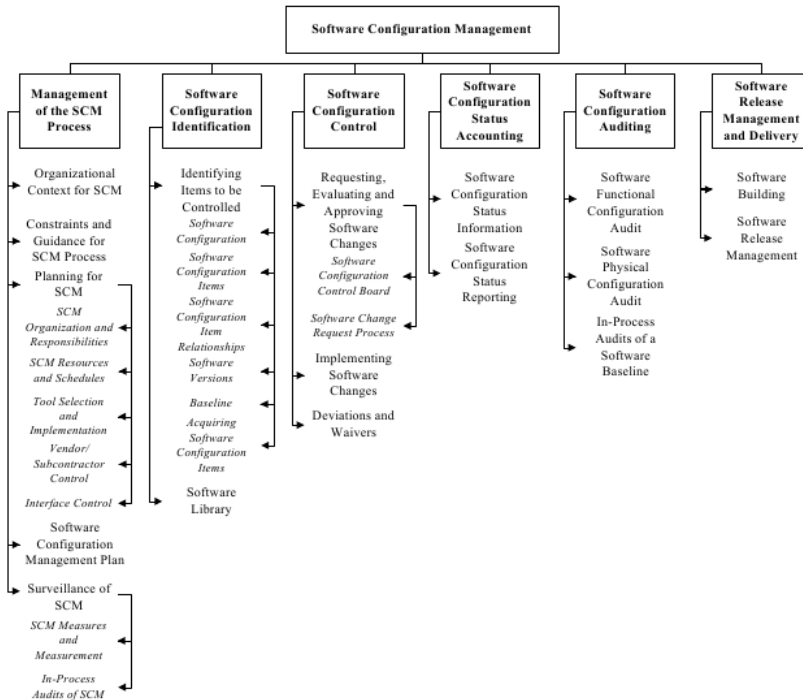 Software Configuration Management
Management
of the SCM
Process
Organizational
Context for SCM
Constraints and
Guidance for
SCM Process
Planning for
SCM
SCM
Organization and
Responsibilities
SCM Resources
and Schedules
Tool Selection
and
Implementation
Vendor/
Subcontractor
Control
Interface Control
Software
Configuration
Management Plan
Surveillance of
SCM
SCM Measures
and
Measurement
In-Process
Audits of SCM
Software
Configuration
Identification
Identifying
Items to be
Controlled
Software
Configuration
Software
Configuration
Items
Software
Configuration
Item
Relationships
Software
Versions
Baseline
Acquiring
Software
Configuration
Items
Software
Library
Software
Configuration
Control
Requesting,
Evaluating and
Approving
Software
Changes
Software
Configuration
Control Board
Software Change
Request Process
Implementing
Software
Changes
Deviations and
Waivers
Software
Configuration
Status
Accounting
Software
Configuration
Status
Information
Software
Configuration
Status
Reporting
Software
Configuration
Auditing
Software
Functional
Configuration
Audit
Software
Physical
Configuration
Audit
In-Process
Audits of a
Software
Baseline
Software
Release
Management
and Delivery
Software
Building
Software
Release
Management